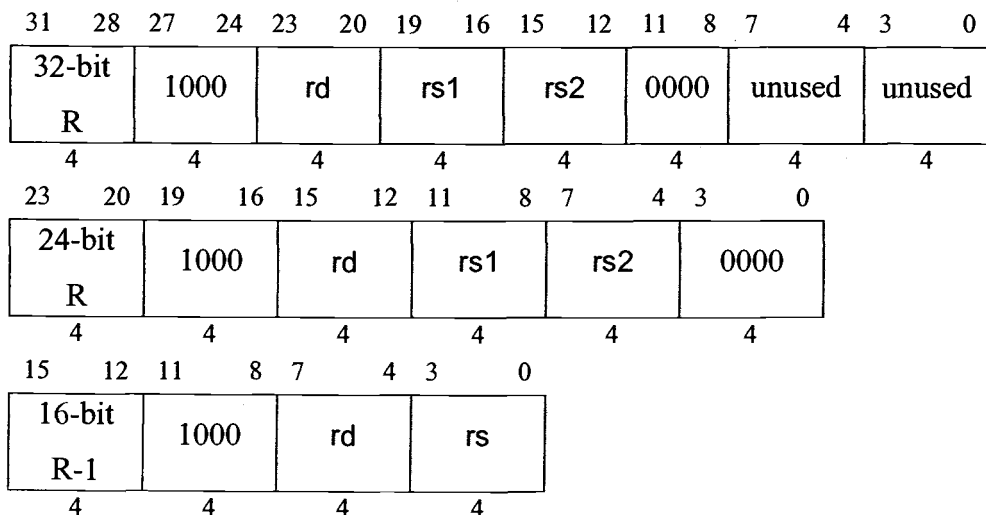 31 28 27 24 23 20 19 16 15 12 11 8 7 4 3 0
32-bit R 1000 rd rs1 rs2 0000 unused unused
4 4 4 4 4 4 4 4
23 20 19 16 15 12 11 8 7 4 3 0
24-bit R 1000 rd rs1 rs2 0000
4 4 4 4 4 4
15 12 11 8 7 4 3 0
16-bit R-1 1000 rd rs
4 4 4 4